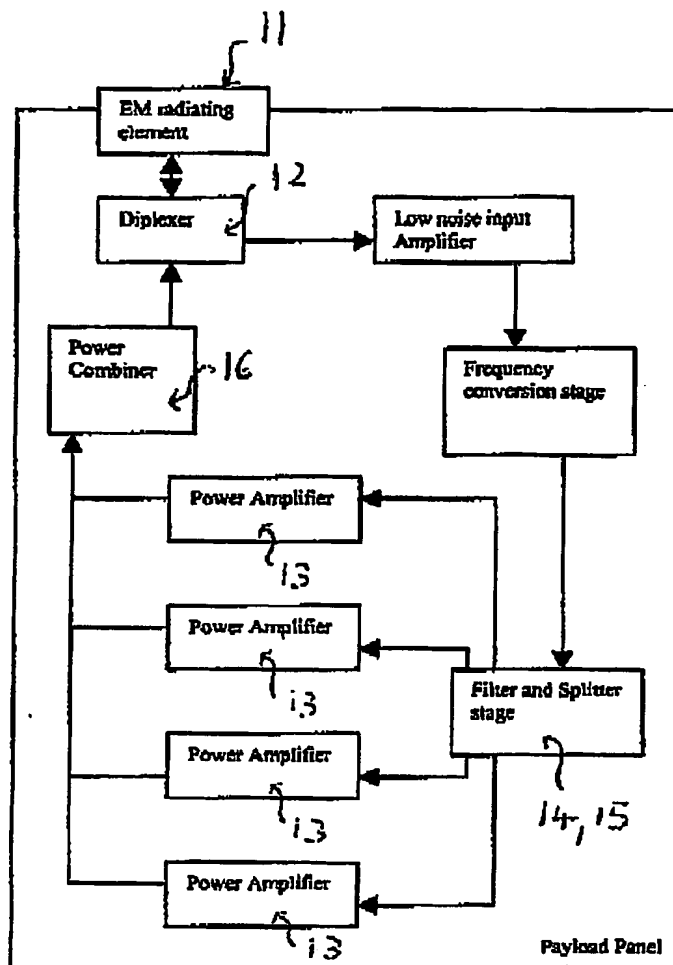 11
EM radiating
element
12
Diplexer
Low noise input
Amplifier
Power
Combiner
16
Frequency
conversion stage
Power Amplifier
13
Power Amplifier
13
Filter and Splitter
stage
Power Amplifier
13
14, 15
Power Amplifier
13
Payload Panel